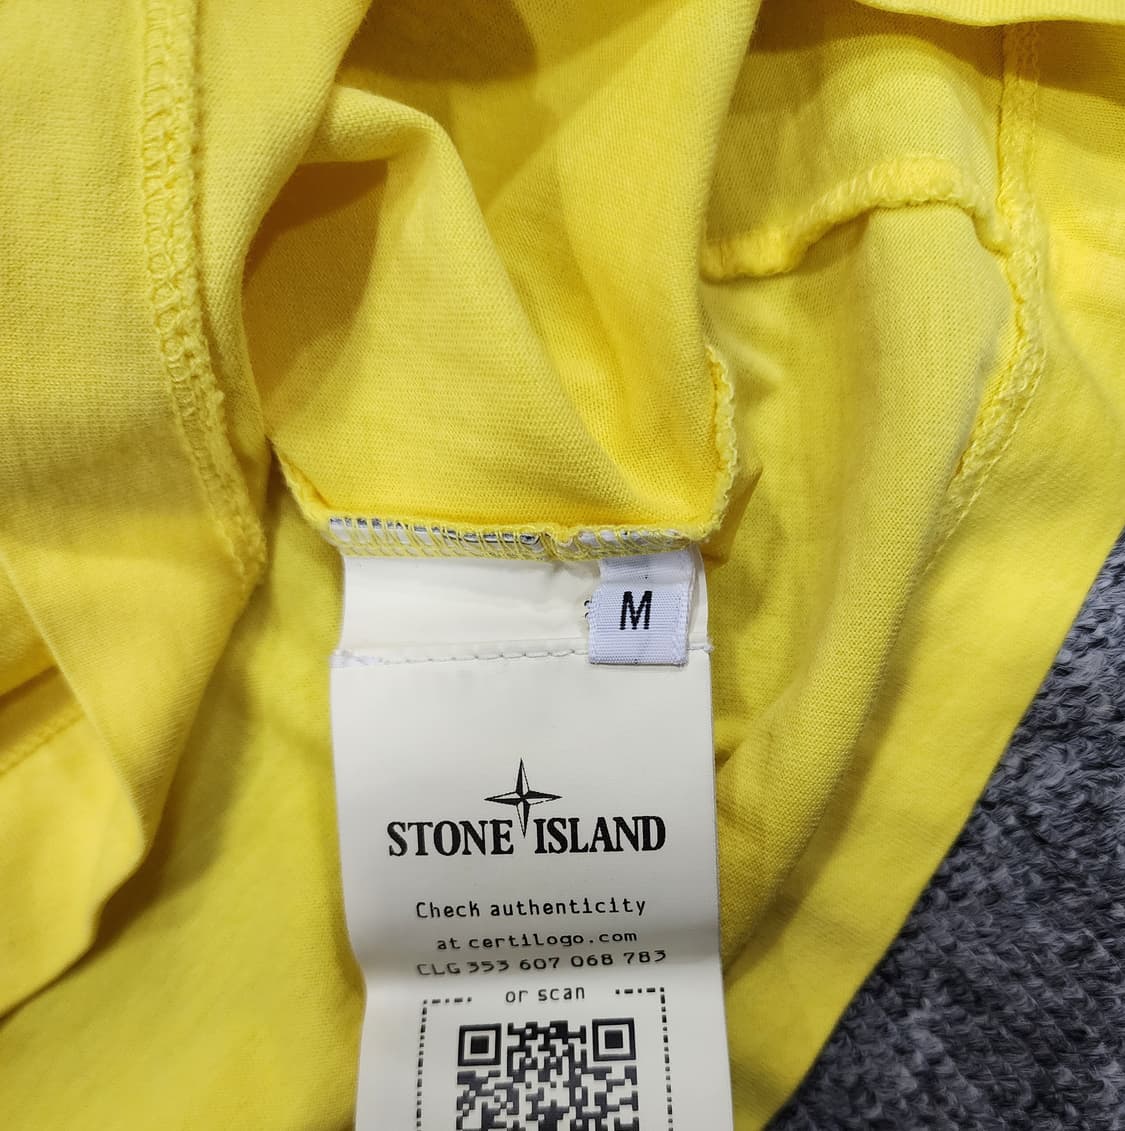 M
STONE ISLAND
Check authenticity
at certilogo.com
CLG 353 607 068 783
or scan